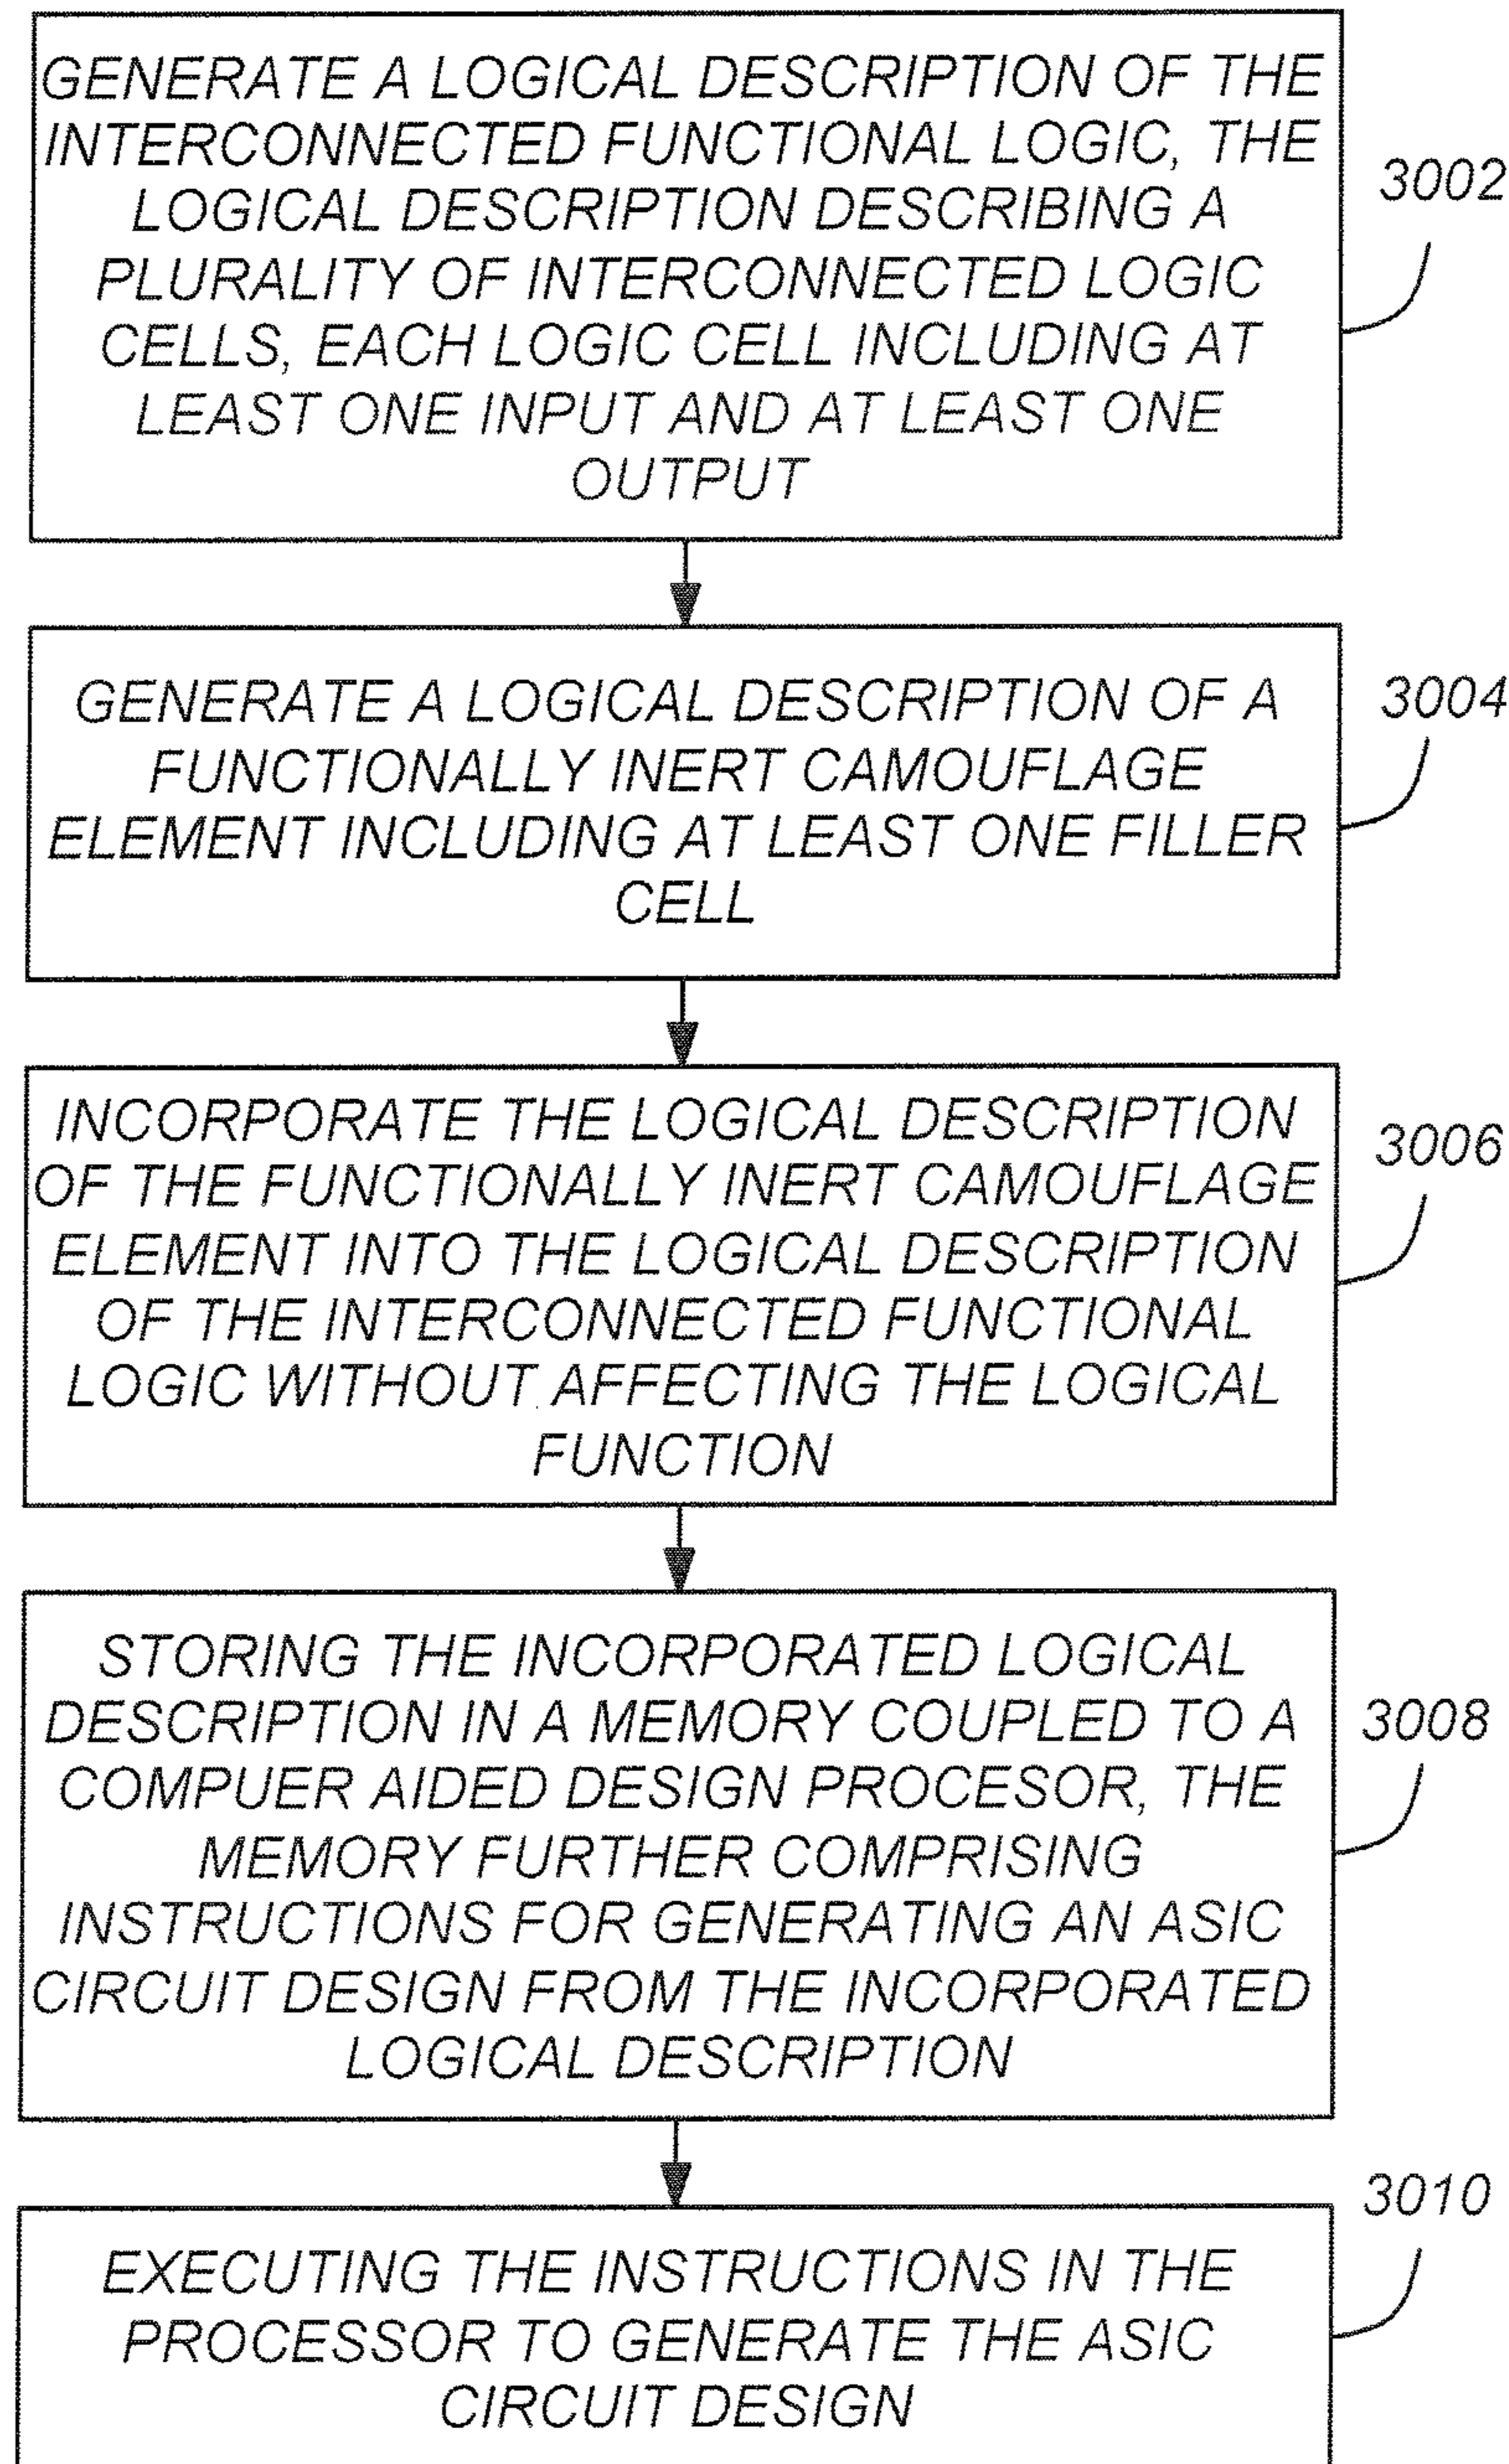 GENERATE A LOGICAL DESCRIPTION OF THE
INTERCONNECTED FUNCTIONAL LOGIC, THE
LOGICAL DESCRIPTION DESCRIBING A
PLURALITY OF INTERCONNECTED LOGIC
CELLS, EACH LOGIC CELL INCLUDING AT
LEAST ONE INPUT AND AT LEAST ONE
OUTPUT
3002
GENERATE A LOGICAL DESCRIPTION OF A
FUNCTIONALLY INERT CAMOUFLAGE
ELEMENT INCLUDING AT LEAST ONE FILLER
CELL
3004
INCORPORATE THE LOGICAL DESCRIPTION
OF THE FUNCTIONALLY INERT CAMOUFLAGE
ELEMENT INTO THE LOGICAL DESCRIPTION
OF THE INTERCONNECTED FUNCTIONAL
LOGIC WITHOUT AFFECTING THE LOGICAL
FUNCTION
3006
STORING THE INCORPORATED LOGICAL
DESCRIPTION IN A MEMORY COUPLED TO A
COMPUER AIDED DESIGN PROCESOR, THE
MEMORY FURTHER COMPRISING
INSTRUCTIONS FOR GENERATING AN ASIC
CIRCUIT DESIGN FROM THE INCORPORATED
LOGICAL DESCRIPTION
3008
EXECUTING THE INSTRUCTIONS IN THE
PROCESSOR TO GENERATE THE ASIC
CIRCUIT DESIGN
3010